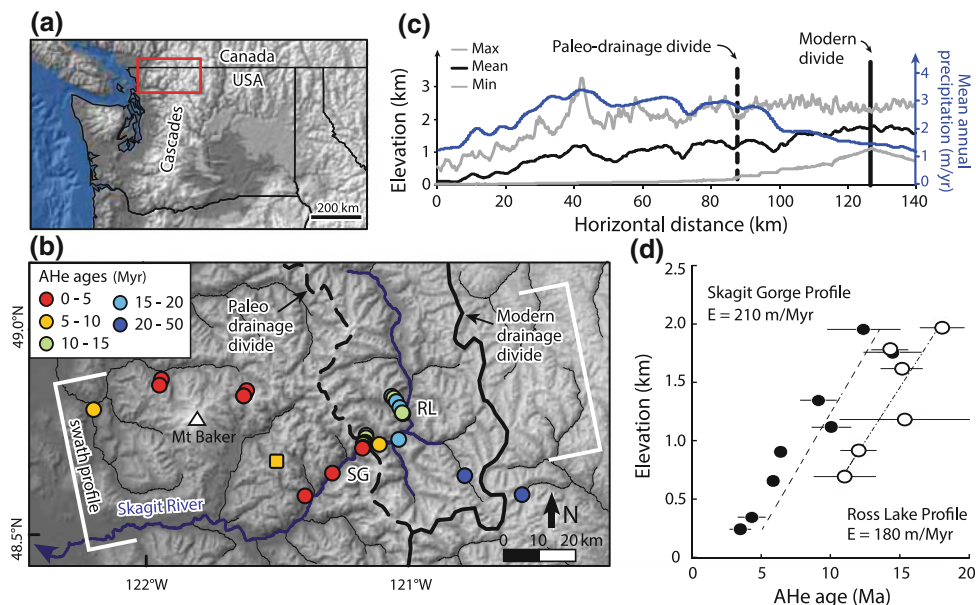 (a)
Canada
USA
Cascades
200 km
(c)
Max
Mean
Min
Paleo-drainage divide
Modern
divide
Elevation (km)
3
2
1
0
4
3
2
1
0
Mean annual
precipitation (m/yr)
0 20 40 60 80 100 120 140
Horizontal distance (km)
(b)
AHe ages (Myr)
0 - 5 15 - 20
5 - 10 20 - 50
10 - 15
Paleo
drainage
divide
Modern
drainage
divide
49.0°N
48.5°N
swath profile
Mt Baker
RL
SG
Skagit River
N
0 10 20 km
122°W 121°W
(d)
Skagit Gorge Profile
E = 210 m/Myr
Elevation (km)
2.5
2.0
1.5
1.0
0.5
0
Ross Lake Profile
E = 180 m/Myr
0 5 10 15 20
AHe age (Ma)